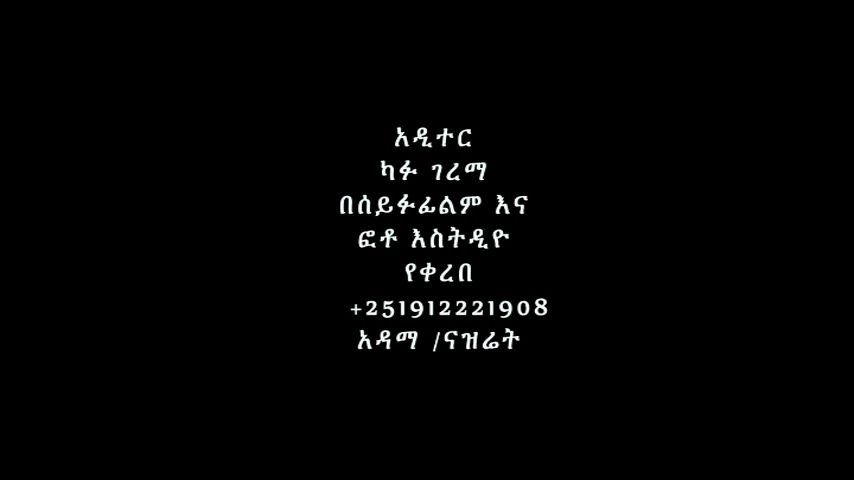 አዲተር
ካፉ ገረማ
በሰይፉፊልም እና
ፎቶ እስትዲዮ
የቀረበ
+251912221908
አዳማ /ናዝሬት